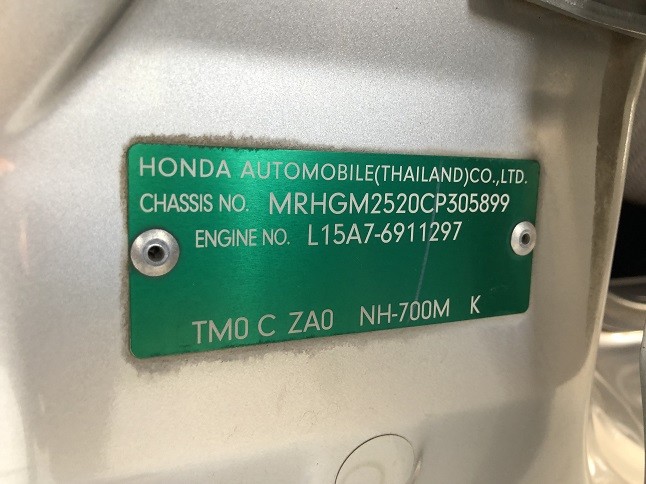 HONDA AUTOMOBILE(THAILAND)CO.,LTD.
CHASSIS NO. MRHGM2520CP305899
ENGINE NO. L15A7-6911297
TM0 C ZA0 NH-700M K